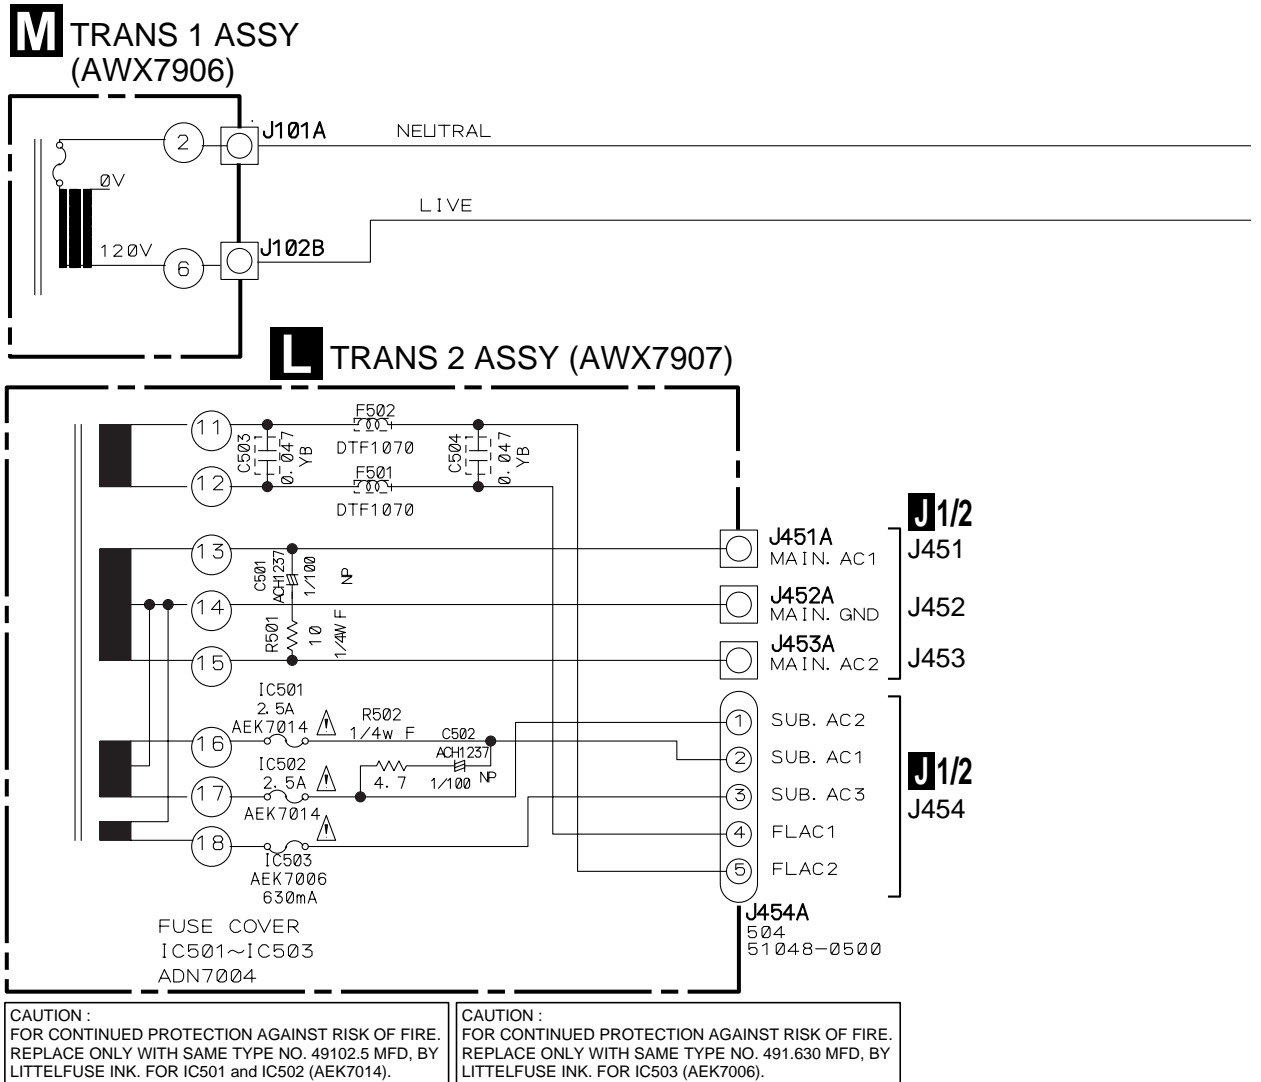 M TRANS 1 ASSY
(AWX7906)
2
J101A
NEUTRAL
0V
LIVE
120V
6
J102B
L TRANS 2 ASSY (AWX7907)
11
C503
0.047
YB
F502
DTF1070
C504
0.047
YB
12
F501
DTF1070
J 1/2
13
J451A
MAIN. AC1
J451
C501
ACH1237
1/100
NP
14
J452A
MAIN. GND
J452
R501
10
1/4W F
15
J453A
MAIN. AC2
J453
IC501
2.5A
AEK7014
R502
1/4w F
C502
ACH1237
1/100
NP
16
1
SUB. AC2
IC502
2.5A
AEK7014
4.7
2
SUB. AC1
J 1/2
17
3
SUB. AC3
J454
18
4
FLAC1
IC503
AEK7006
630mA
5
FLAC2
FUSE COVER
IC501~IC503
ADN7004
J454A
504
51048-0500
CAUTION :
FOR CONTINUED PROTECTION AGAINST RISK OF FIRE.
REPLACE ONLY WITH SAME TYPE NO. 49102.5 MFD, BY
LITTELFUSE INK. FOR IC501 and IC502 (AEK7014).
CAUTION :
FOR CONTINUED PROTECTION AGAINST RISK OF FIRE.
REPLACE ONLY WITH SAME TYPE NO. 491.630 MFD, BY
LITTELFUSE INK. FOR IC503 (AEK7006).